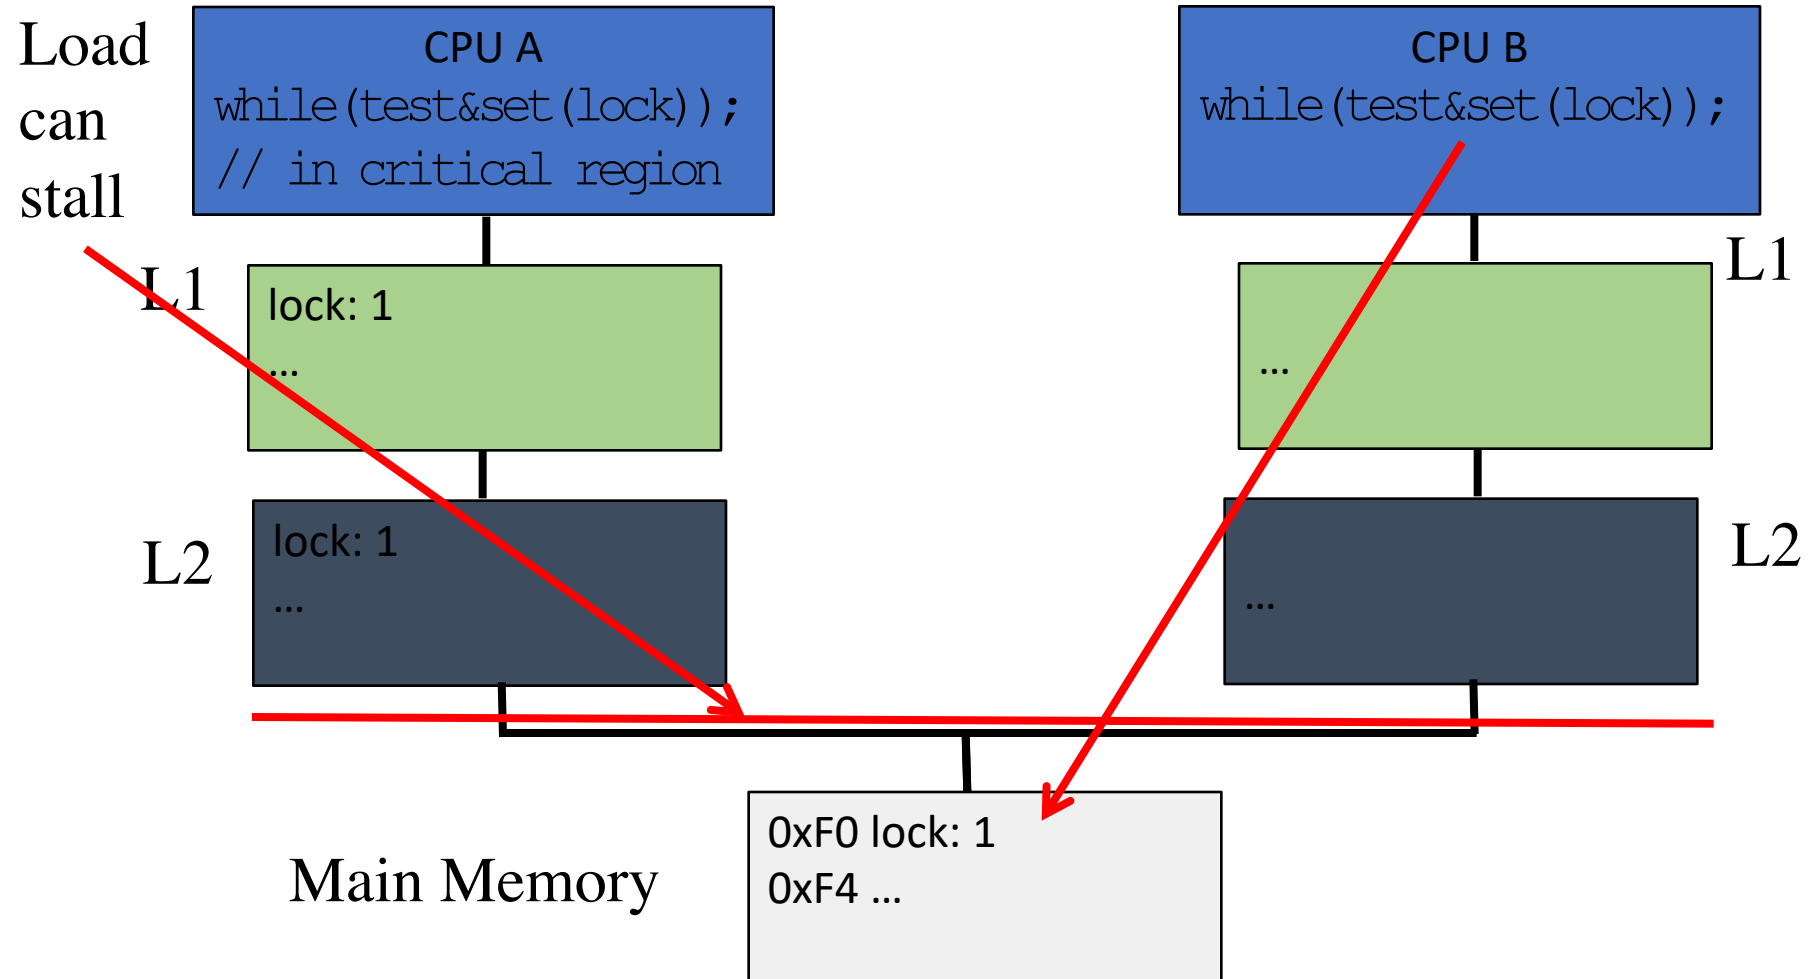 Load
can
stall
CPU A
while(test&set(lock));
// in critical region
CPU B
while(test&set(lock));
L1
lock: 1
…
L1
…
L2
lock: 1
…
L2
…
Main Memory
0xF0 lock: 1
0xF4 …